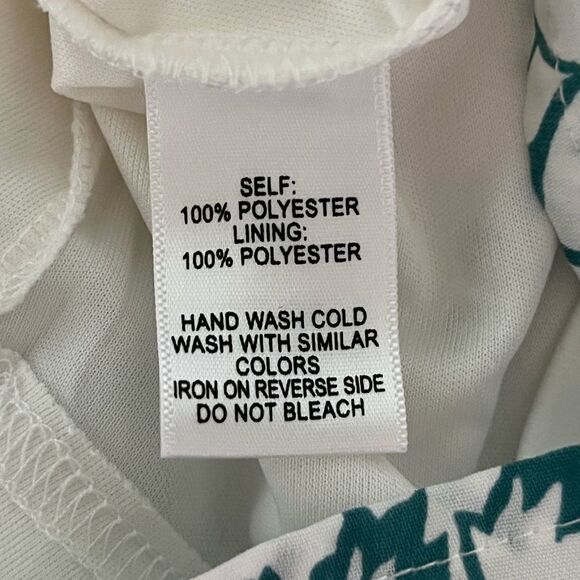 SELF:
100% POLYESTER
LINING:
100% POLYESTER
HAND WASH COLD
WASH WITH SIMILAR
COLORS
IRON ON REVERSE SIDE
DO NOT BLEACH